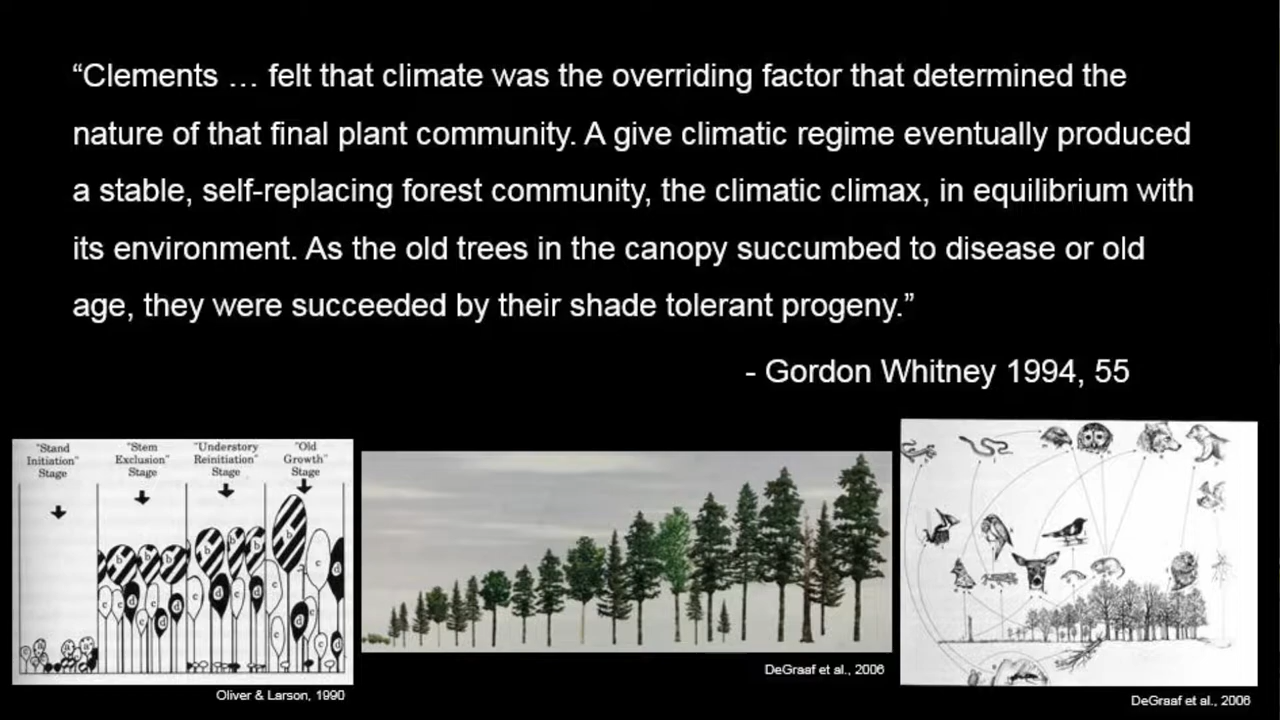 “Clements … felt that climate was the overriding factor that determined the
nature of that final plant community. A give climatic regime eventually produced
a stable, self-replacing forest community, the climatic climax, in equilibrium with
its environment. As the old trees in the canopy succumbed to disease or old
age, they were succeeded by their shade tolerant progeny.”
- Gordon Whitney 1994, 55
"Stand
Initiation"
Stage
"Stem
Exclusion"
Stage
"Understory
Reinitiation"
Stage
"Old
Growth"
Stage
Oliver & Larson, 1990
DeGraaf et al., 2006
DeGraaf et al., 2006